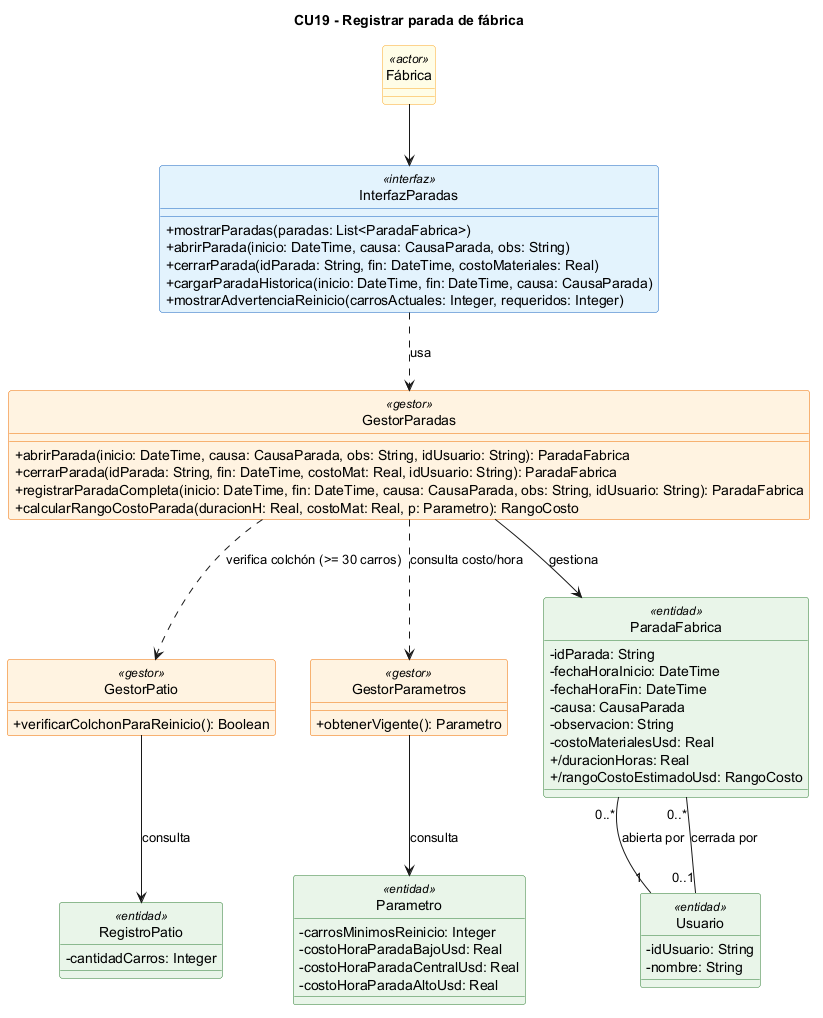 CU19 - Registrar parada de fábrica
«actor»
Fábrica
«interfaz»
InterfazParadas
+mostrarParadas(paradas: List<ParadaFabrica>)
+abrirParada(inicio: DateTime, causa: CausaParada, obs: String)
+cerrarParada(idParada: String, fin: DateTime, costoMateriales: Real)
+cargarParadaHistorica(inicio: DateTime, fin: DateTime, causa: CausaParada)
+mostrarAdvertenciaReinicio(carrosActuales: Integer, requeridos: Integer)
usa
«gestor»
GestorParadas
+abrirParada(inicio: DateTime, causa: CausaParada, obs: String, idUsuario: String): ParadaFabrica
+cerrarParada(idParada: String, fin: DateTime, costoMat: Real, idUsuario: String): ParadaFabrica
+registrarParadaCompleta(inicio: DateTime, fin: DateTime, causa: CausaParada, obs: String, idUsuario: String): ParadaFabrica
+calcularRangoCostoParada(duracionH: Real, costoMat: Real, p: Parametro): RangoCosto
verifica colchón (>= 30 carros)
consulta costo/hora
gestiona
«gestor»
GestorPatio
+verificarColchonParaReinicio(): Boolean
«gestor»
GestorParametros
+obtenerVigente(): Parametro
«entidad»
ParadaFabrica
-idParada: String
-fechaHoraInicio: DateTime
-fechaHoraFin: DateTime
-causa: CausaParada
-observacion: String
-costoMaterialesUsd: Real
+/duracionHoras: Real
+/rangoCostoEstimadoUsd: RangoCosto
consulta
consulta
0..*
0..*
abierta por
cerrada por
1
0..1
«entidad»
RegistroPatio
-cantidadCarros: Integer
«entidad»
Parametro
-carrosMinimosReinicio: Integer
-costoHoraParadaBajoUsd: Real
-costoHoraParadaCentralUsd: Real
-costoHoraParadaAltoUsd: Real
«entidad»
Usuario
-idUsuario: String
-nombre: String